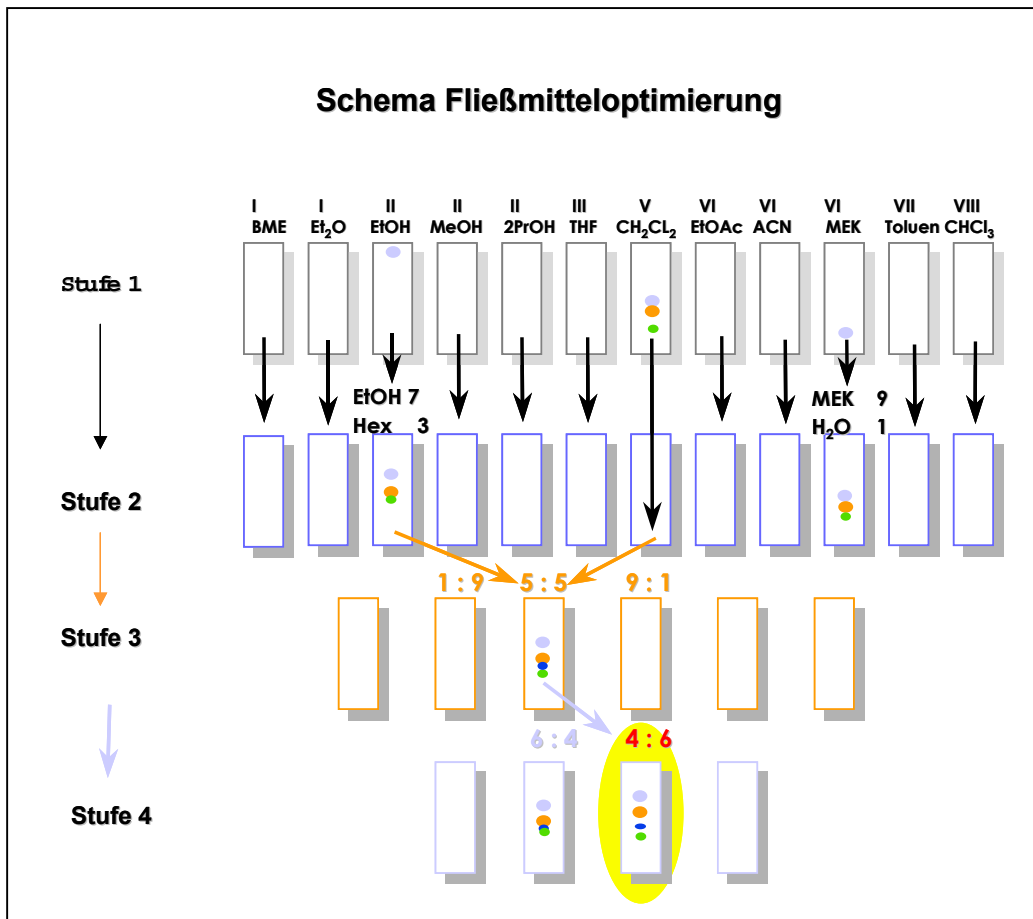 Schema Fließmitteloptimierung
I I II II II III V VI VI VI VII VIII
BME Et₂O EtOH MeOH 2PrOH THF CH₂CL₂ EtOAc ACN MEK Toluen CHCl₃
Stufe 1
EtOH 7 MEK 9
Hex 3 H₂O 1
Stufe 2
1 : 9 5 : 5 9 : 1
Stufe 3
6 : 4 4 : 6
Stufe 4